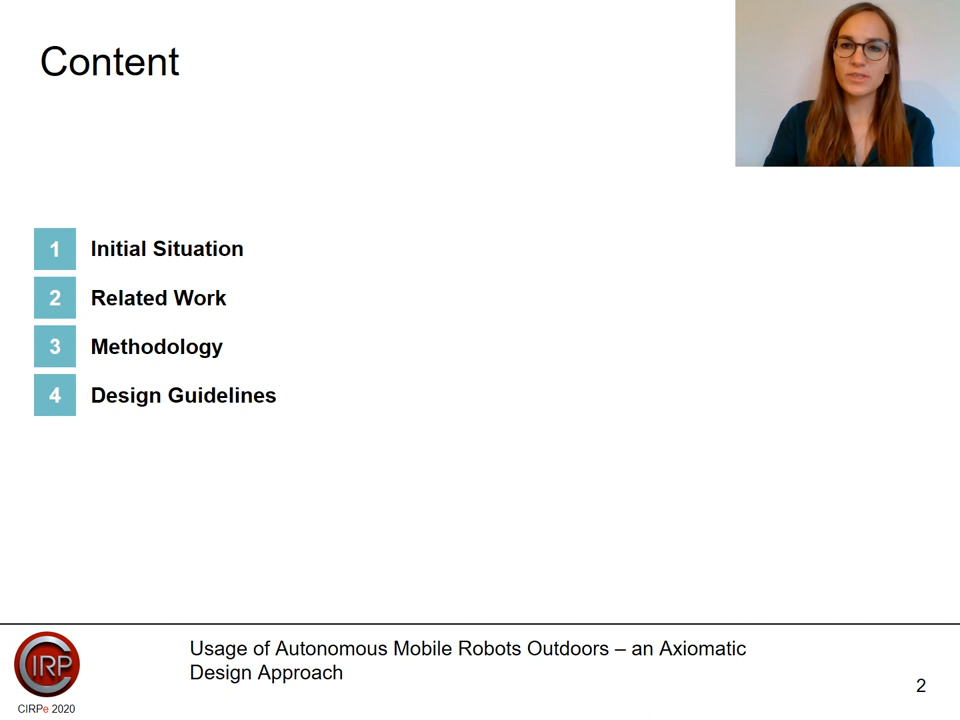 Content
1 Initial Situation
2 Related Work
3 Methodology
4 Design Guidelines
CIRP
CIRPe 2020
Usage of Autonomous Mobile Robots Outdoors – an Axiomatic
Design Approach
2